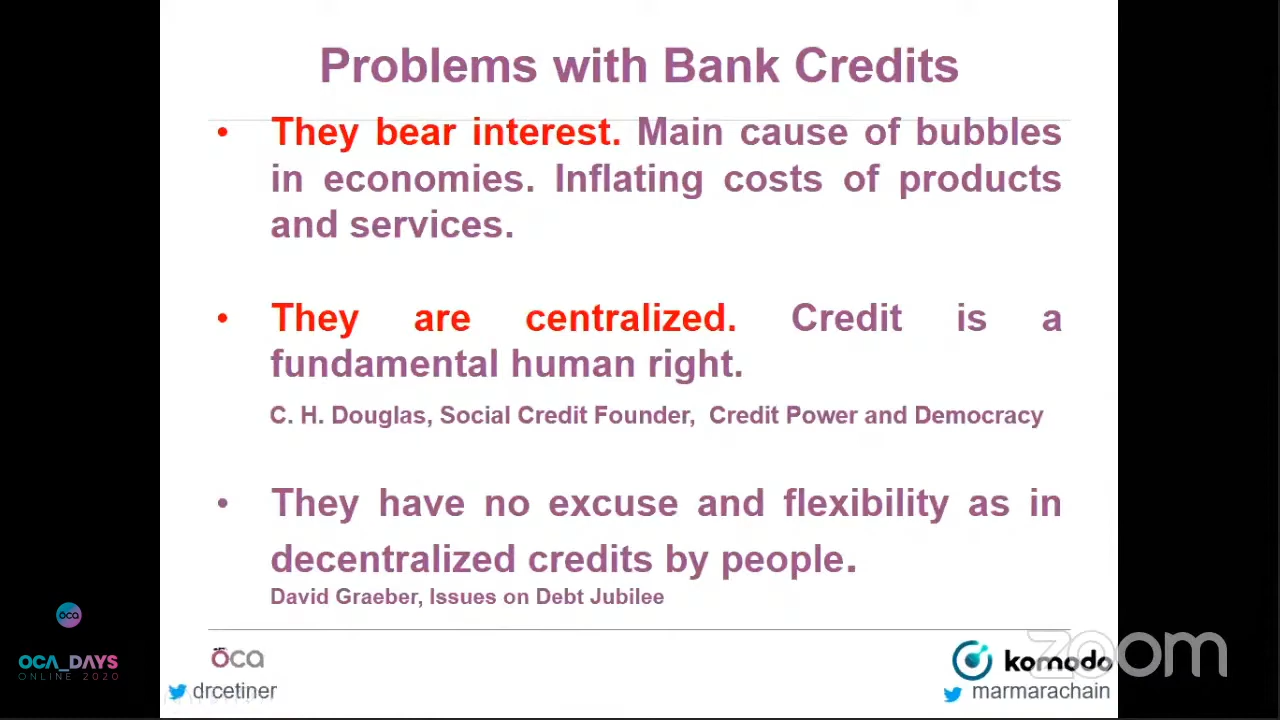 Problems with Bank Credits
• They bear interest. Main cause of bubbles
in economies. Inflating costs of products
and services.
• They are centralized. Credit is a
fundamental human right.
C. H. Douglas, Social Credit Founder, Credit Power and Democracy
• They have no excuse and flexibility as in
decentralized credits by people.
David Graeber, Issues on Debt Jubilee
oca
OCA_DAYS
ONLINE 2020
öca
drcetiner
komodo
marmarachain
zoom